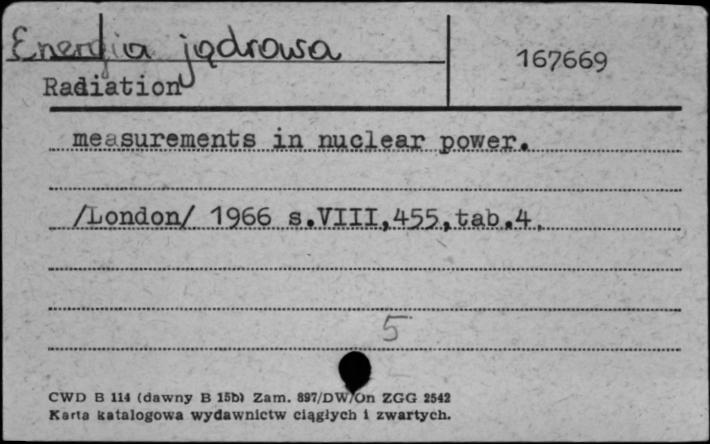 Energia jądrowa
167669
Radiation
measurements in nuclear power.
/London/ 1966 s.VIII,455,tab.4.
5
CWD B 114 (dawny B 15b) Zam. 897/DW/On ZGG 2542
Karta katalogowa wydawnictw ciągłych i zwartych.